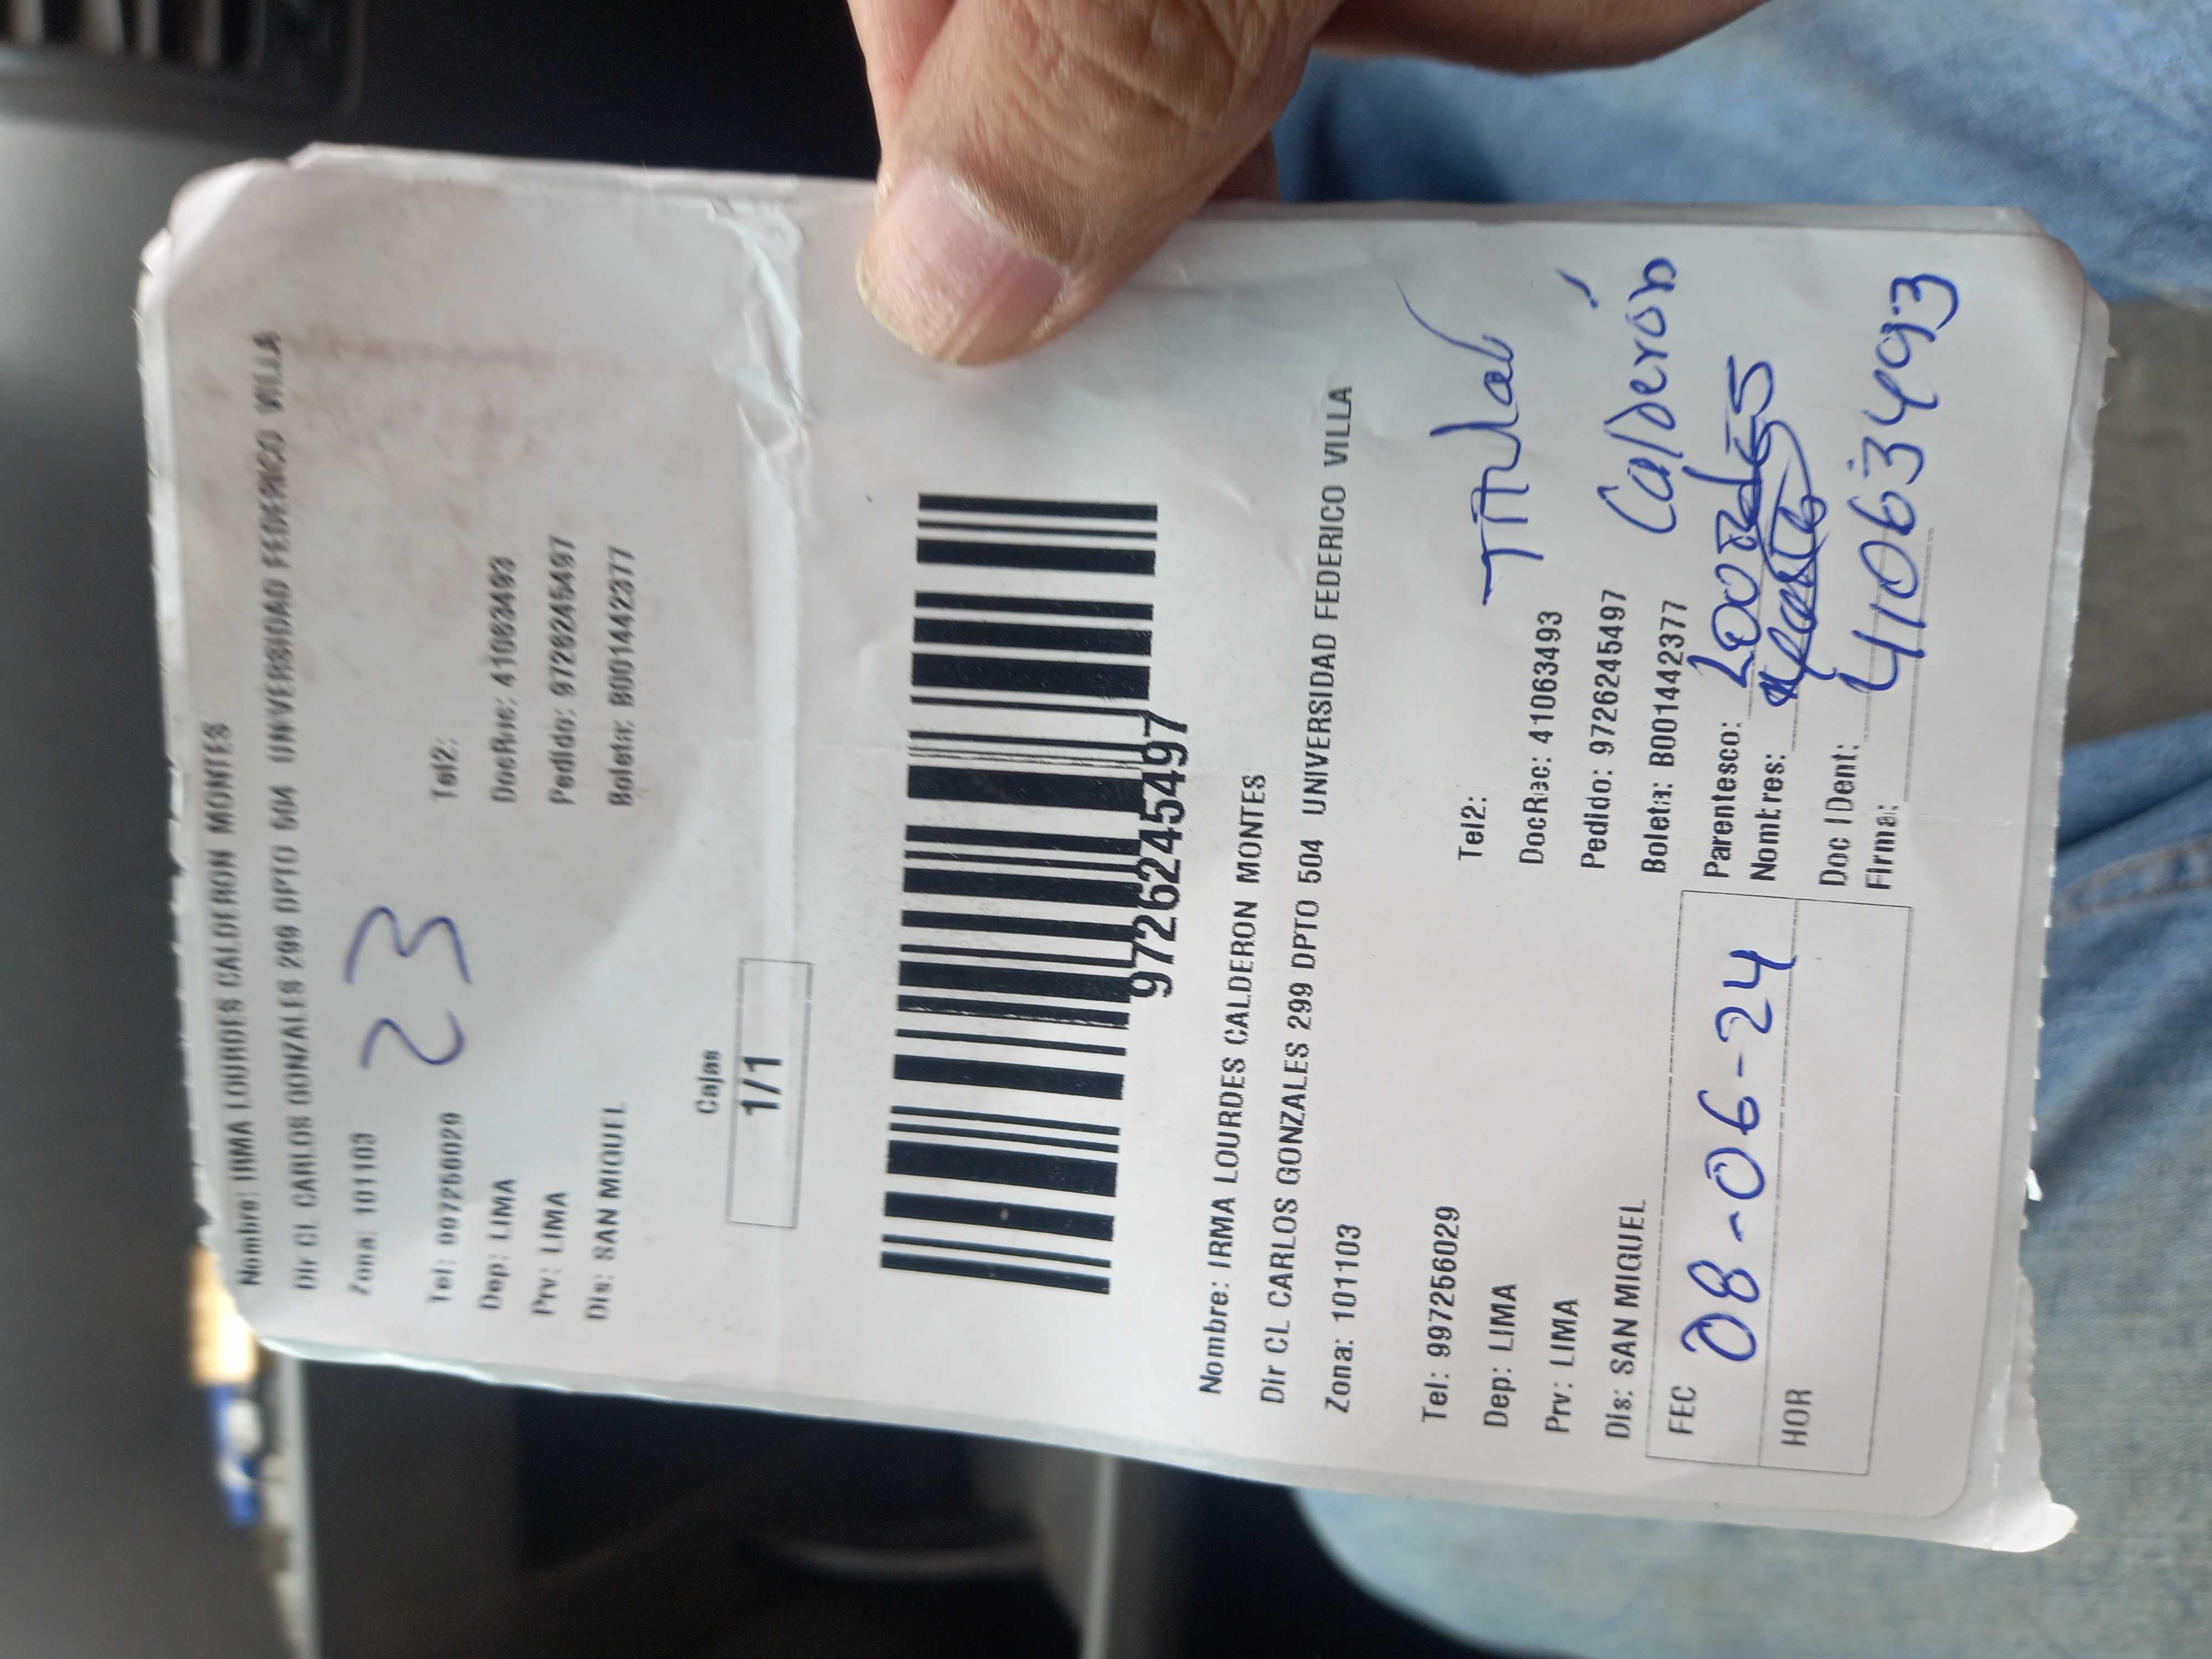 Nombre: IRMA LOURDES CALDERON MONTES
Dir CL CARLOS GONZALES 299 DPTO 504 UNIVERSIDAD FEDERICO VILLA
Zona: 101103
23
Tel: 997256029 Tel2:
Dep: LIMA DocRec: 41063493
Prv: LIMA Pedido: 9726245497
Dis: SAN MIGUEL Boleta: B001442377
Cajas
1/1
9726245497
Nombre: IRMA LOURDES CALDERON MONTES
Dir CL CARLOS GONZALES 299 DPTO 504 UNIVERSIDAD FEDERICO VILLA
Zona: 101103
Titular
Tel: 997256029 Tel2:
Dep: LIMA DocRec: 41063493
Prv: LIMA Pedido: 9726245497
Calderón
Dis: SAN MIGUEL Boleta: B001442377
FEC 08-06-24 Parentesco: Lourdes
Nombres:
HOR Doc IDent: 41063493
Firma: